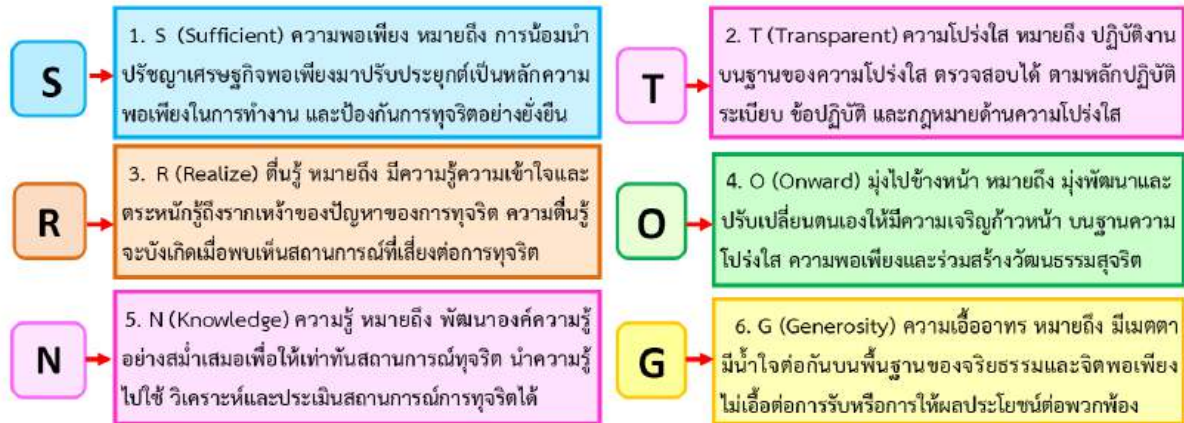 S
1. S (Sufficient) ความพอเพียง หมายถึง การน้อมนำ
ปรัชญาเศรษฐกิจพอเพียงมาปรับประยุกต์เป็นหลักความ
พอเพียงในการทำงาน และป้องกันการทุจริตอย่างยั่งยืน
T
2. T (Transparent) ความโปร่งใส หมายถึง ปฏิบัติงาน
บนฐานของความโปร่งใส ตรวจสอบได้ ตามหลักปฏิบัติ
ระเบียบ ข้อปฏิบัติ และกฎหมายด้านความโปร่งใส
R
3. R (Realize) ตื่นรู้ หมายถึง มีความรู้ความเข้าใจและ
ตระหนักรู้ถึงรากเหง้าของปัญหาของการทุจริต ความตื่นรู้
จะบังเกิดเมื่อพบเห็นสถานการณ์ที่เสี่ยงต่อการทุจริต
O
4. O (Onward) มุ่งไปข้างหน้า หมายถึง มุ่งพัฒนาและ
ปรับเปลี่ยนตนเองให้มีความเจริญก้าวหน้า บนฐานความ
โปร่งใส ความพอเพียงและร่วมสร้างวัฒนธรรมสุจริต
N
5. N (Knowledge) ความรู้ หมายถึง พัฒนาองค์ความรู้
อย่างสม่ำเสมอเพื่อให้เท่าทันสถานการณ์ทุจริต นำความรู้
ไปใช้ วิเคราะห์และประเมินสถานการณ์การทุจริตได้
G
6. G (Generosity) ความเอื้ออาทร หมายถึง มีเมตตา
มีน้ำใจต่อกันบนพื้นฐานของจริยธรรมและจิตพอเพียง
ไม่เอื้อต่อการรับหรือการให้ผลประโยชน์ต่อพวกพ้อง